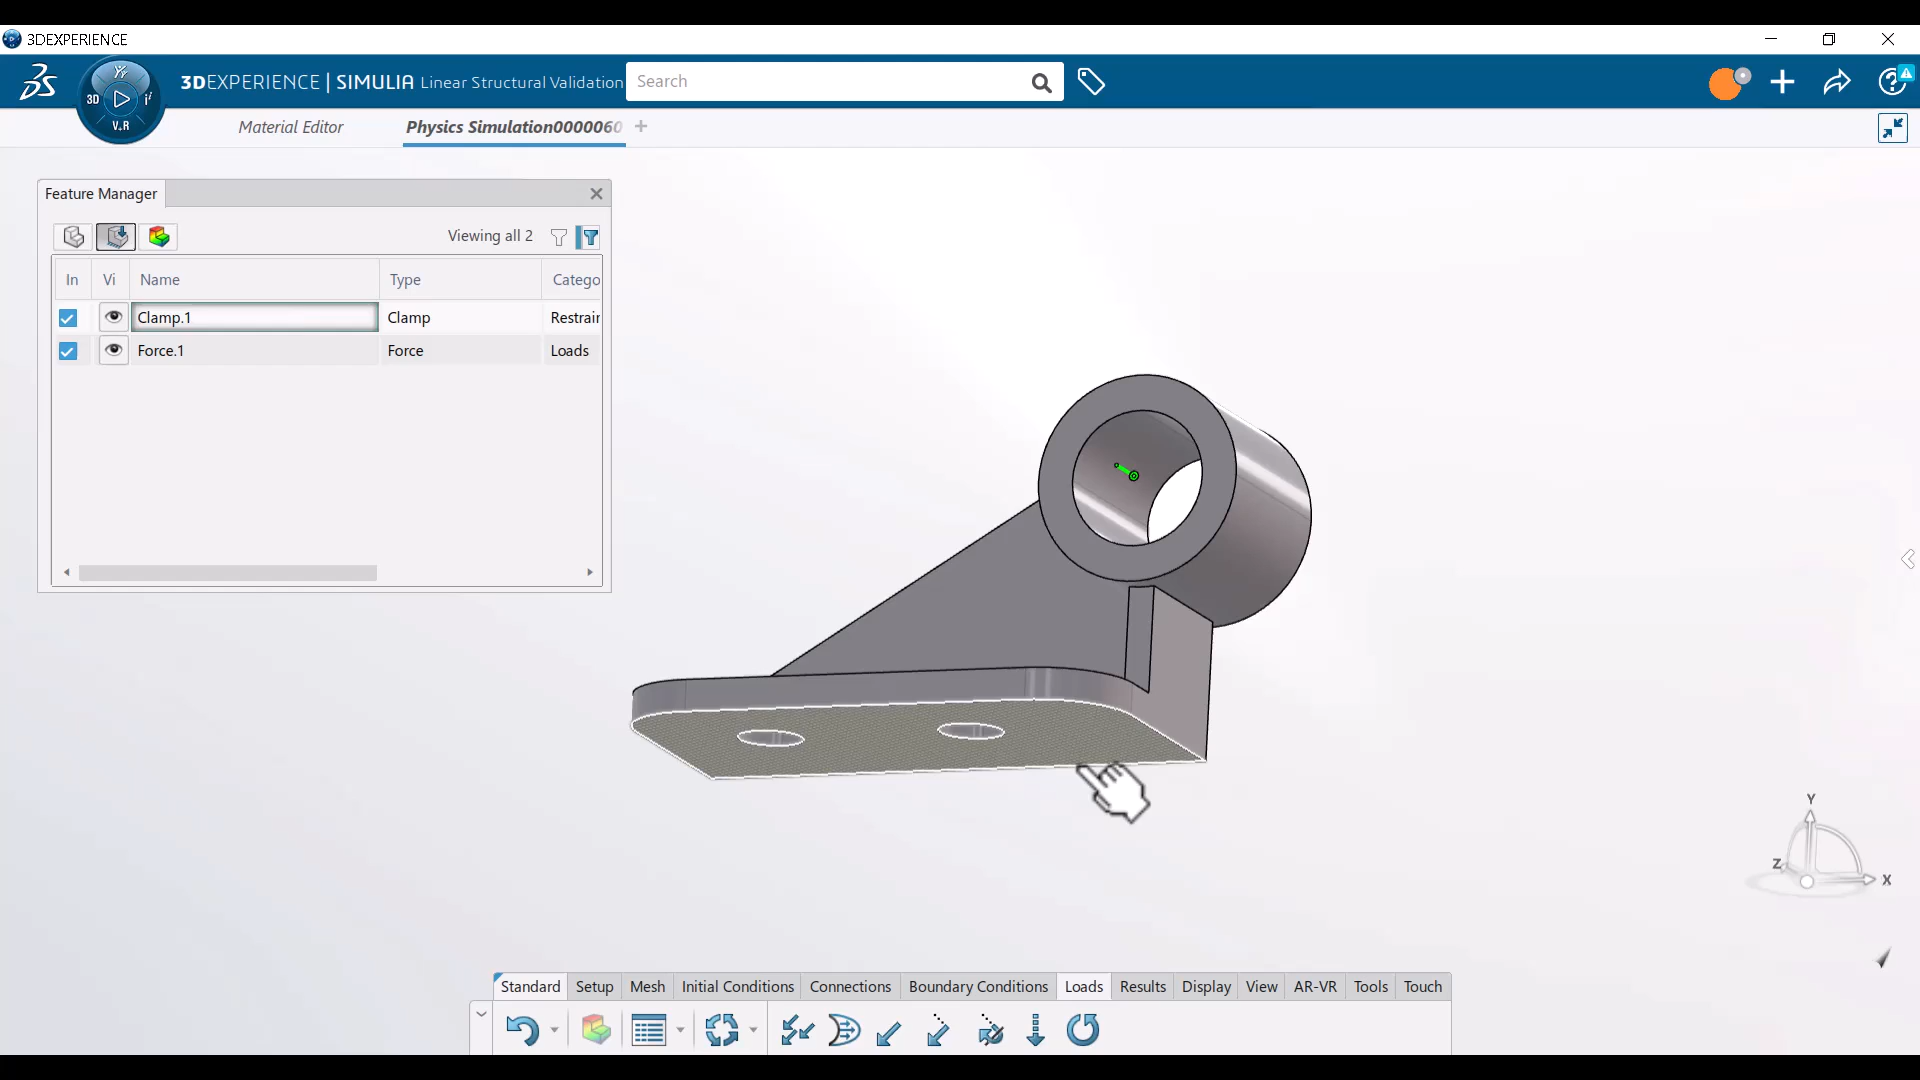 3DEXPERIENCE
3DEXPERIENCE | SIMULIA Linear Structural Validation
Search
3D
V.R
Material Editor
Physics Simulation0000060
Feature Manager
Viewing all 2
In Vi Name Type Catego
Clamp.1 Clamp Restrain
Force.1 Force Loads
Y
Z
X
Standard Setup Mesh Initial Conditions Connections Boundary Conditions Loads Results Display View AR-VR Tools Touch